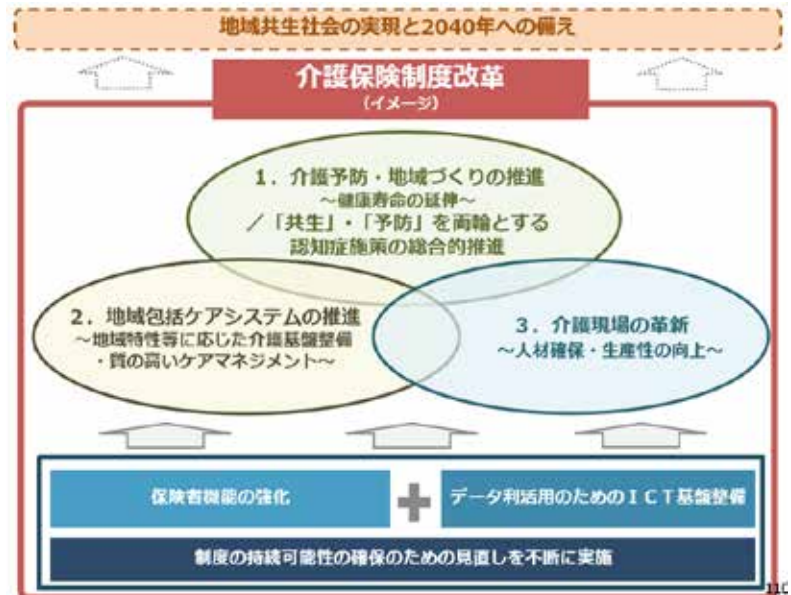 地域共生社会の実現と2040年への備え
介護保険制度改革
(イメージ)
1．介護予防・地域づくりの推進
～健康寿命の延伸～
／「共生」・「予防」を両輪とする
認知症施策の総合的推進
2．地域包括ケアシステムの推進
～地域特性等に応じた介護基盤整備
・質の高いケアマネジメント～
3．介護現場の革新
～人材確保・生産性の向上～
保険者機能の強化
データ利活用のためのＩＣＴ基盤整備
制度の持続可能性の確保のための見直しを不断に実施
110